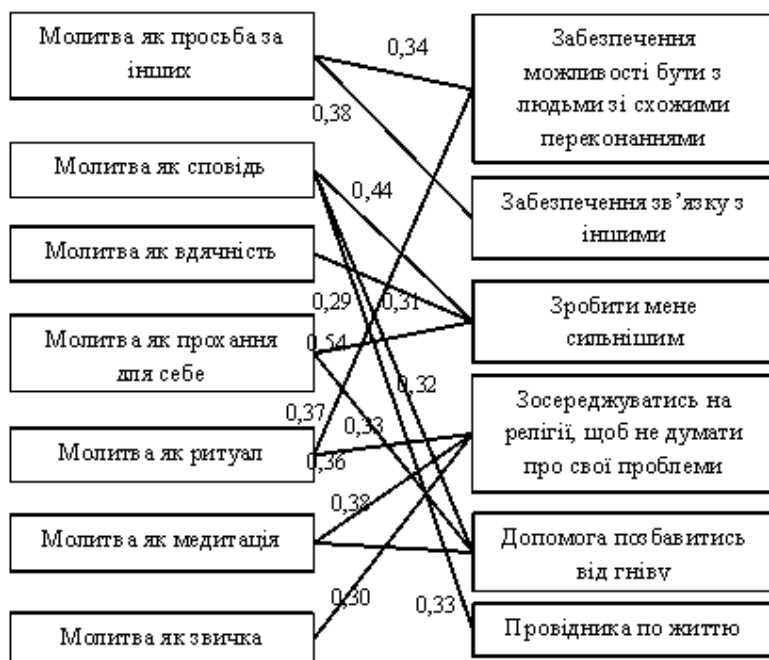 Молитва як просьба за
інших
Молитва як сповідь
Молитва як вдячність
Молитва як прохання
для себе
Молитва як ритуал
Молитва як медитація
Молитва як звичка
0,34
0,38
0,44
0,29
0,31
0,54
0,32
0,37
0,33
0,36
0,38
0,30
0,33
Забезпечення
можливості бути з
людьми зі схожими
переконаннями
Забезпечення зв’язку з
іншими
Зробити мене
сильнішим
Зосереджуватись на
релігії, щоб не думати
про свої проблеми
Допомога позбавитись
від гніву
Провідника по життю